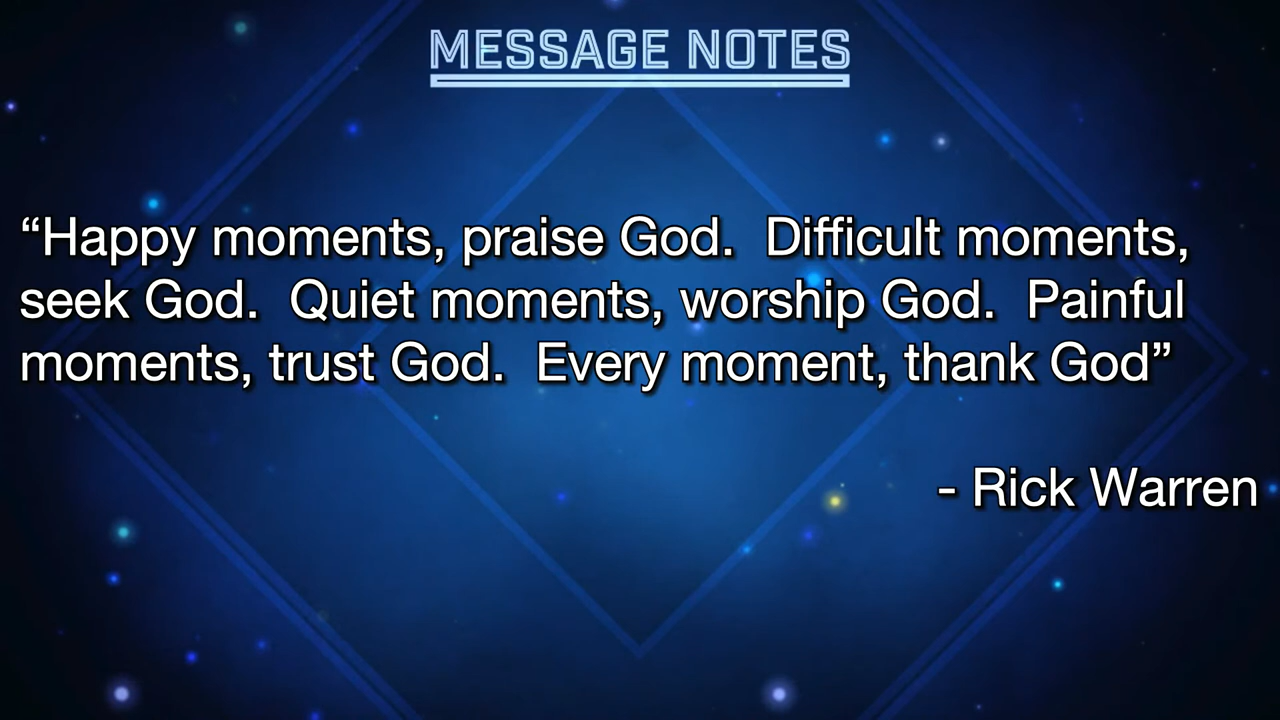 MESSAGE NOTES
“Happy moments, praise God.  Difficult moments,
seek God.  Quiet moments, worship God.  Painful
moments, trust God.  Every moment, thank God”
- Rick Warren